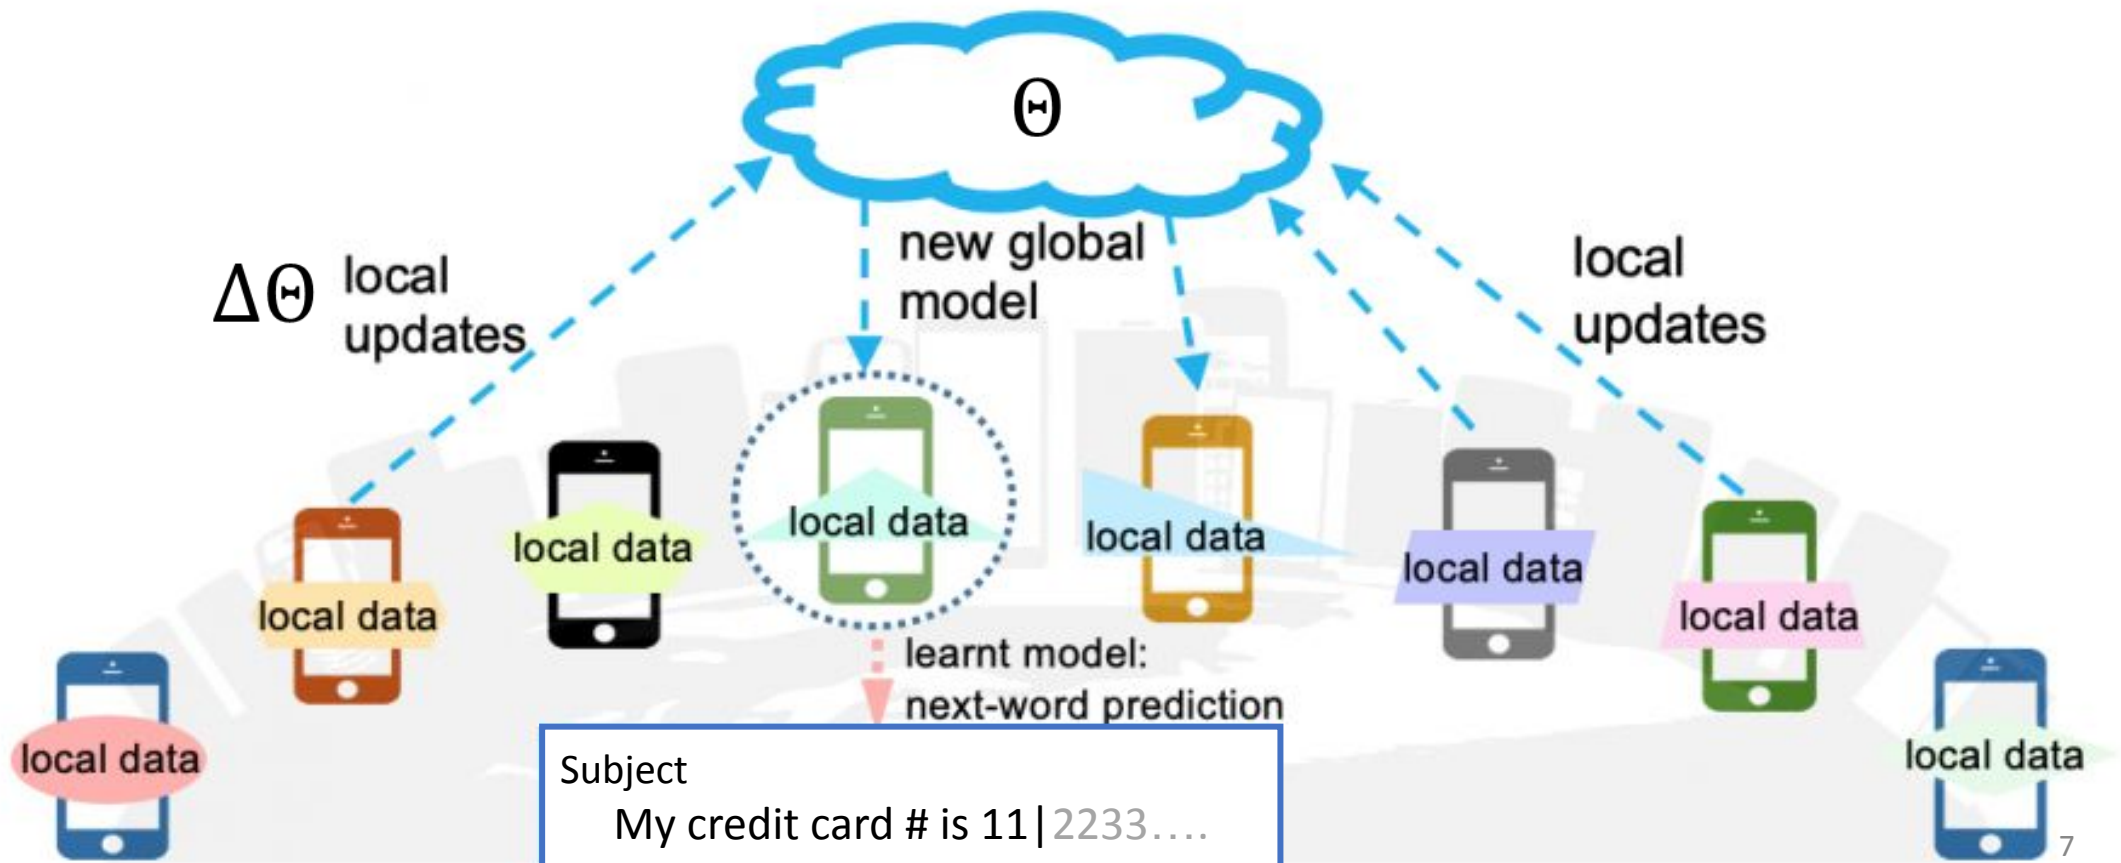 Θ
new global
model
ΔΘ
local
updates
local
updates
local data
local data
local data
local data
local data
local data
local data
local data
learnt model:
next-word prediction
Subject
My credit card # is 11|2233....
7